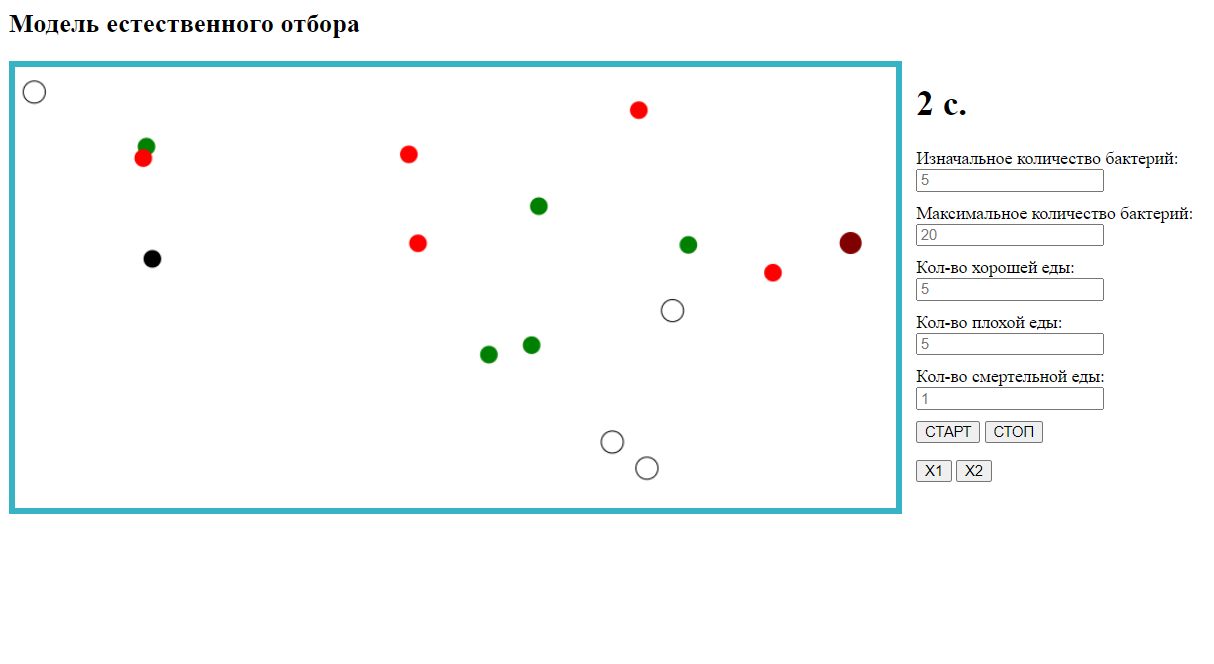 Модель естественного отбора
2 с.
Изначальное количество бактерий:
5
Максимальное количество бактерий:
20
Кол-во хорошей еды:
5
Кол-во плохой еды:
5
Кол-во смертельной еды:
1
СТАРТ СТОП
X1 X2